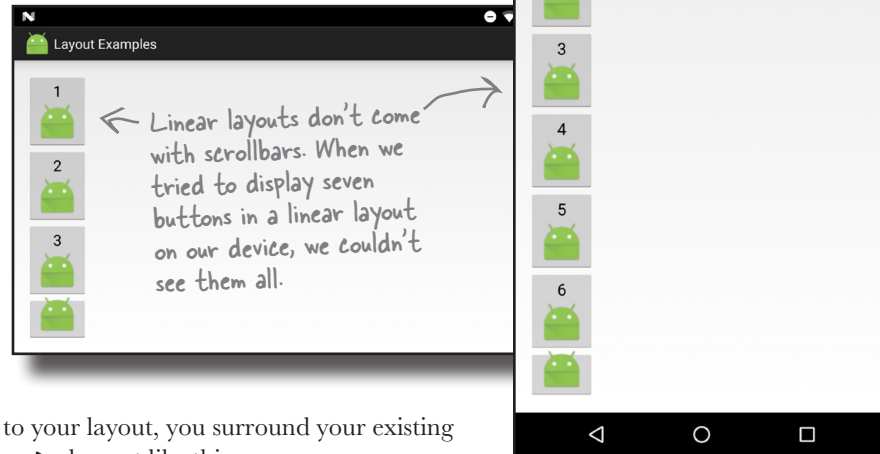 Layout Examples
1
2
3
Linear layouts don't come
with scrollbars. When we
tried to display seven
buttons in a linear layout
on our device, we couldn't
see them all.
3
4
5
6
to your layout, you surround your existing